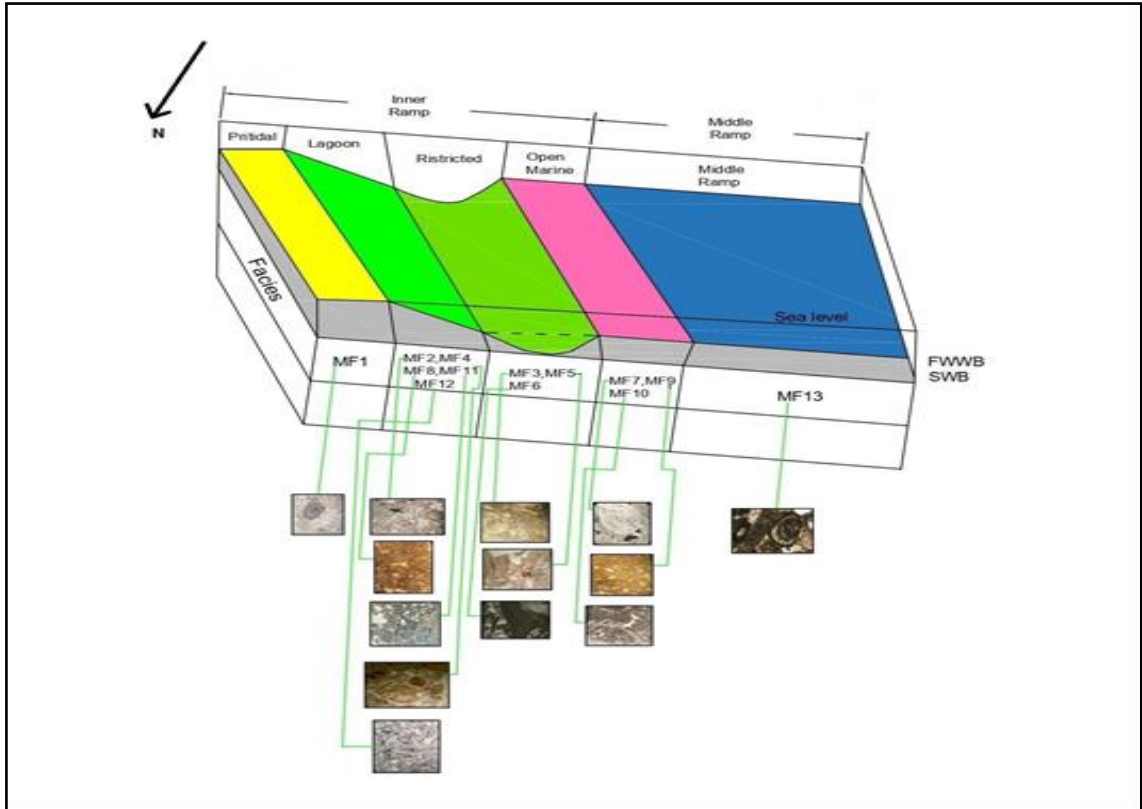 N
Inner
Ramp
Middle
Ramp
Pritidal
Lagoon
Ristricted
Open
Marine
Middle
Ramp
Facies
Sea level
FWWB
SWB
MF1
MF2,MF4
MF8,MF11
MF12
MF3,MF5
MF6
MF7,MF9
MF10
MF13